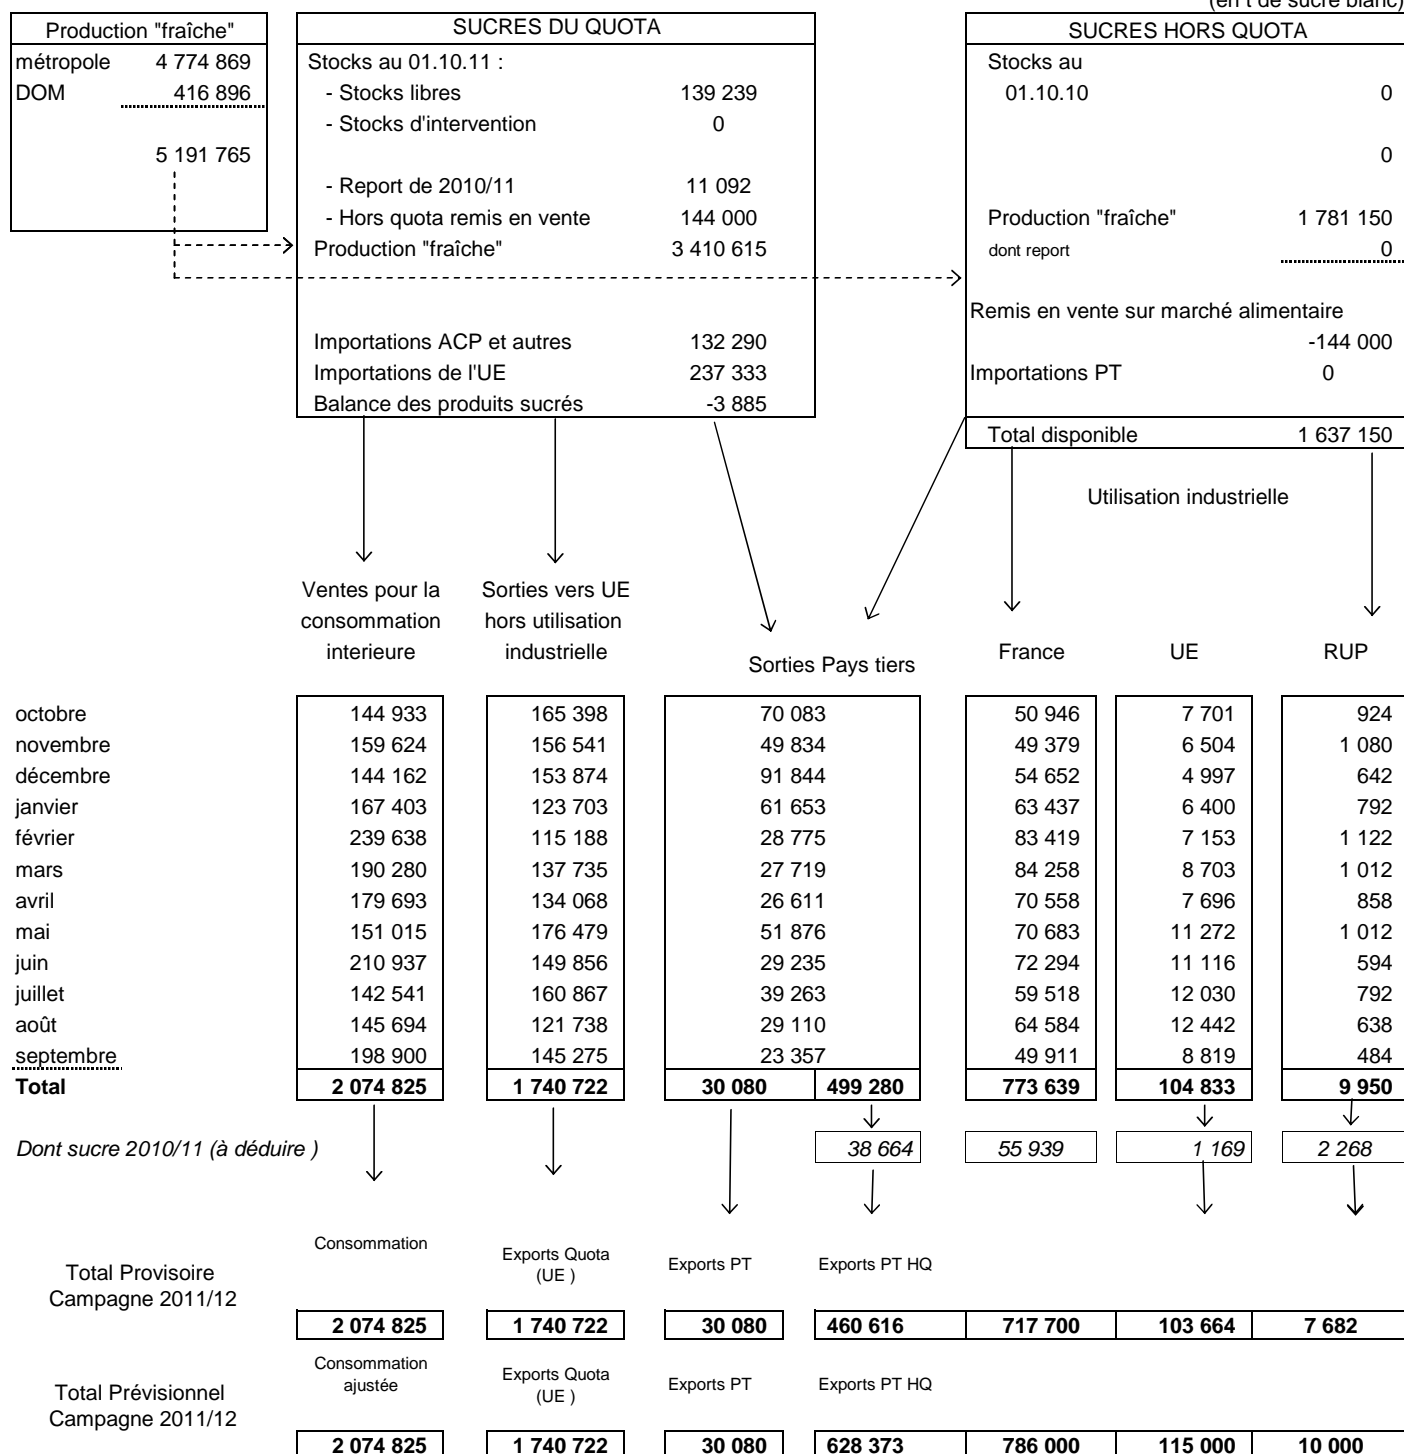 (en t de sucre blanc)
Production "fraîche"
métropole 4 774 869
DOM 416 896
5 191 765
SUCRES DU QUOTA
Stocks au 01.10.11 :
- Stocks libres 139 239
- Stocks d'intervention 0
- Report de 2010/11 11 092
- Hors quota remis en vente 144 000
Production "fraîche" 3 410 615
Importations ACP et autres 132 290
Importations de l'UE 237 333
Balance des produits sucrés -3 885
SUCRES HORS QUOTA
Stocks au
01.10.10 0
0
Production "fraîche" 1 781 150
dont report 0
Remis en vente sur marché alimentaire
-144 000
Importations PT 0
Total disponible 1 637 150
Utilisation industrielle
Ventes pour la
consommation
interieure
Sorties vers UE
hors utilisation
industrielle
Sorties Pays tiers
France UE RUP
octobre 144 933 165 398 70 083 50 946 7 701 924
novembre 159 624 156 541 49 834 49 379 6 504 1 080
décembre 144 162 153 874 91 844 54 652 4 997 642
janvier 167 403 123 703 61 653 63 437 6 400 792
février 239 638 115 188 28 775 83 419 7 153 1 122
mars 190 280 137 735 27 719 84 258 8 703 1 012
avril 179 693 134 068 26 611 70 558 7 696 858
mai 151 015 176 479 51 876 70 683 11 272 1 012
juin 210 937 149 856 29 235 72 294 11 116 594
juillet 142 541 160 867 39 263 59 518 12 030 792
août 145 694 121 738 29 110 64 584 12 442 638
septembre 198 900 145 275 23 357 49 911 8 819 484
Total 2 074 825 1 740 722 30 080 499 280 773 639 104 833 9 950
Dont sucre 2010/11 (à déduire ) 38 664 55 939 1 169 2 268
Total Provisoire
Campagne 2011/12
Consommation
Exports Quota
(UE )
Exports PT
Exports PT HQ
2 074 825 1 740 722 30 080 460 616 717 700 103 664 7 682
Total Prévisionnel
Campagne 2011/12
Consommation
ajustée
Exports Quota
(UE )
Exports PT
Exports PT HQ
2 074 825 1 740 722 30 080 628 373 786 000 115 000 10 000